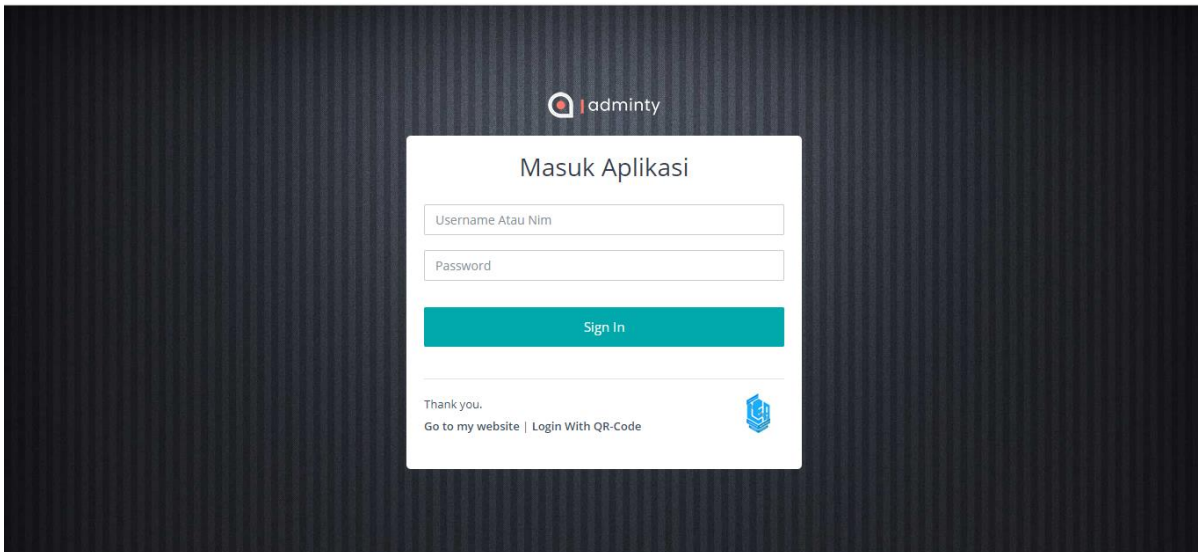 adminty
Masuk Aplikasi
Username Atau Nim
Password
Sign In
Thank you.
Go to my website | Login With QR-Code